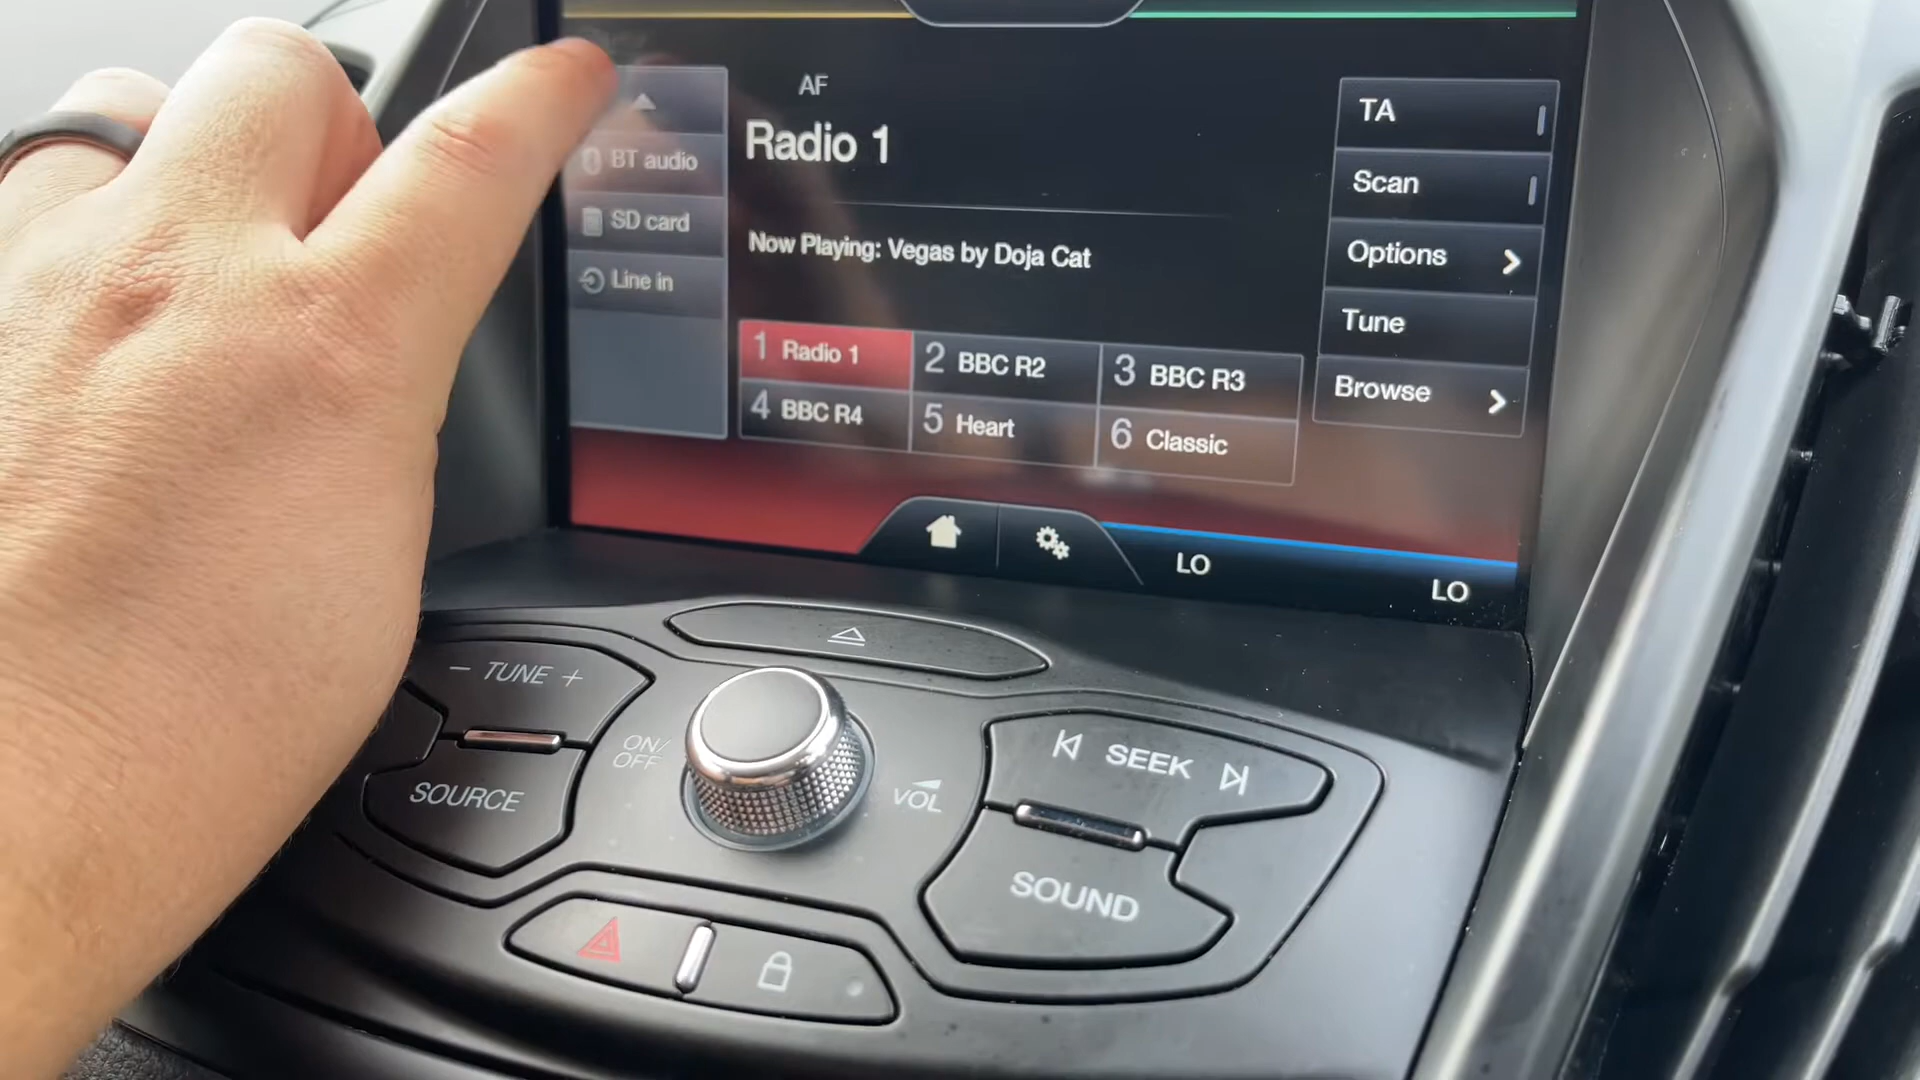 AF
Radio 1
BT audio
SD card
Line in
Now Playing: Vegas by Doja Cat
1 Radio 1
2 BBC R2
3 BBC R3
4 BBC R4
5 Heart
6 Classic
TA
Scan
Options
Tune
Browse
LO
LO
– TUNE +
SOURCE
ON/
OFF
VOL
SEEK
SOUND